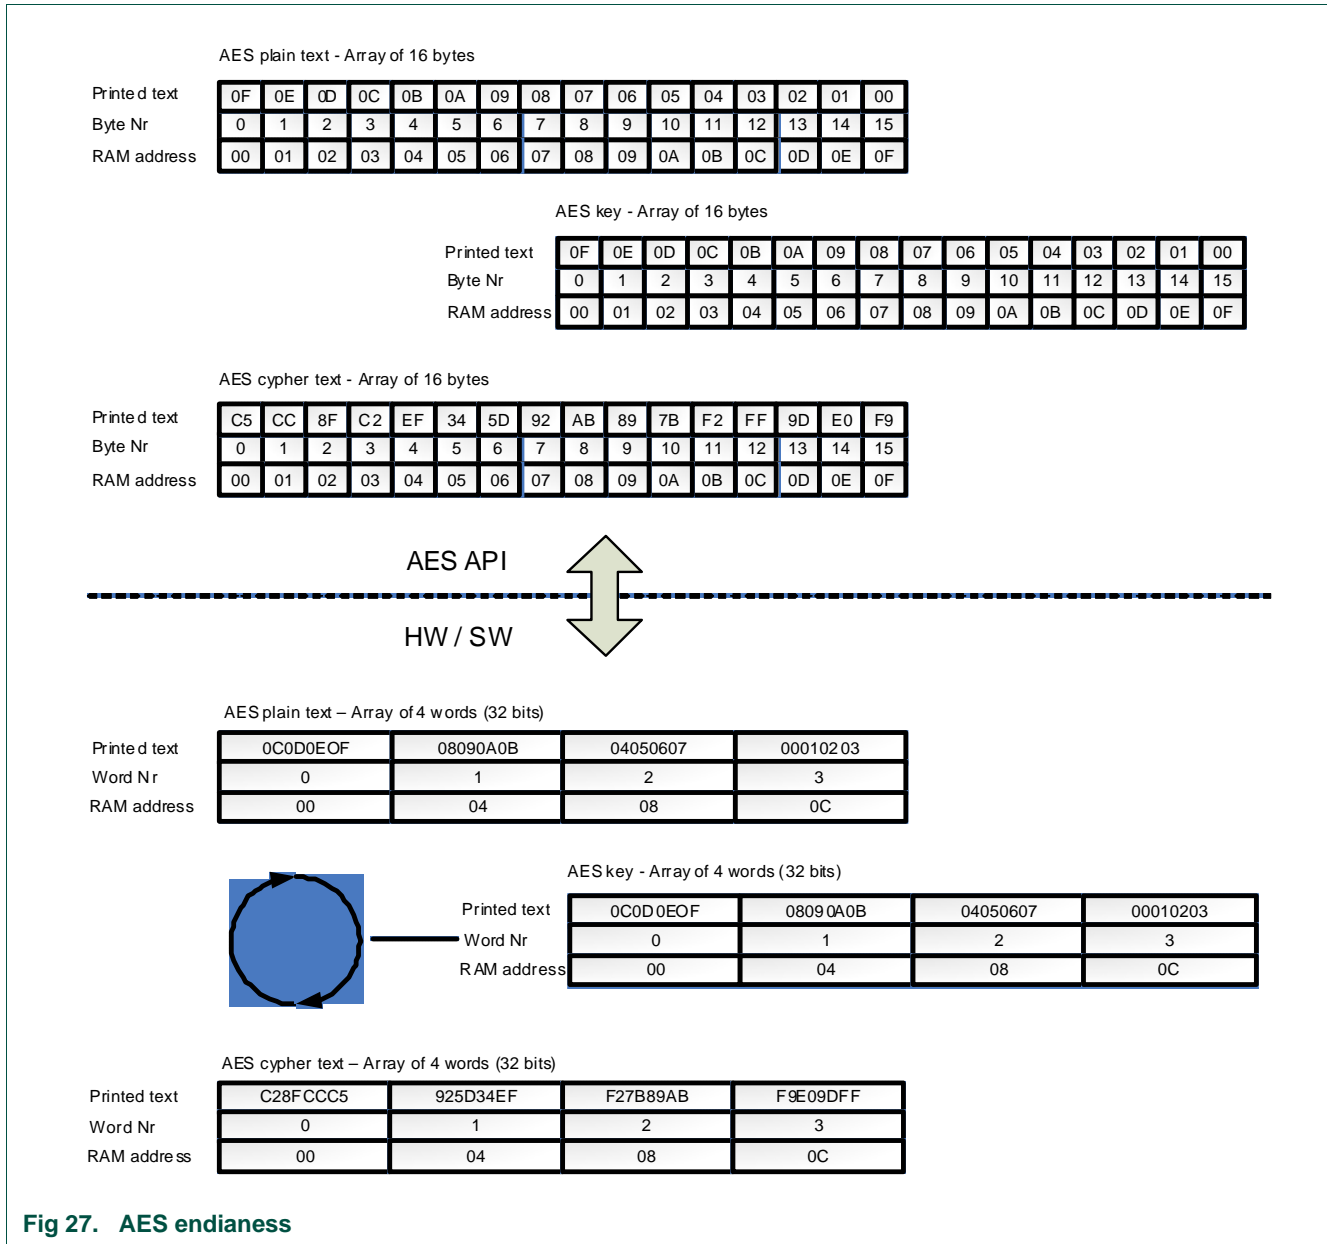 AES plain text - Array of 16 bytes
Printed text 0F 0E 0D 0C 0B 0A 09 08 07 06 05 04 03 02 01 00
Byte Nr 0 1 2 3 4 5 6 7 8 9 10 11 12 13 14 15
RAM address 00 01 02 03 04 05 06 07 08 09 0A 0B 0C 0D 0E 0F
AES key - Array of 16 bytes
Printed text 0F 0E 0D 0C 0B 0A 09 08 07 06 05 04 03 02 01 00
Byte Nr 0 1 2 3 4 5 6 7 8 9 10 11 12 13 14 15
RAM address 00 01 02 03 04 05 06 07 08 09 0A 0B 0C 0D 0E 0F
AES cypher text - Array of 16 bytes
Printed text C5 CC 8F C2 EF 34 5D 92 AB 89 7B F2 FF 9D E0 F9
Byte Nr 0 1 2 3 4 5 6 7 8 9 10 11 12 13 14 15
RAM address 00 01 02 03 04 05 06 07 08 09 0A 0B 0C 0D 0E 0F
AES API
HW / SW
AES plain text – Array of 4 words (32 bits)
Printed text 0C0D0EOF 08090A0B 04050607 00010203
Word Nr 0 1 2 3
RAM address 00 04 08 0C
AES key - Array of 4 words (32 bits)
Printed text 0C0D0EOF 08090A0B 04050607 00010203
Word Nr 0 1 2 3
RAM address 00 04 08 0C
AES cypher text – Array of 4 words (32 bits)
Printed text C28FCCC5 925D34EF F27B89AB F9E09DFF
Word Nr 0 1 2 3
RAM address 00 04 08 0C
Fig 27. AES endianess